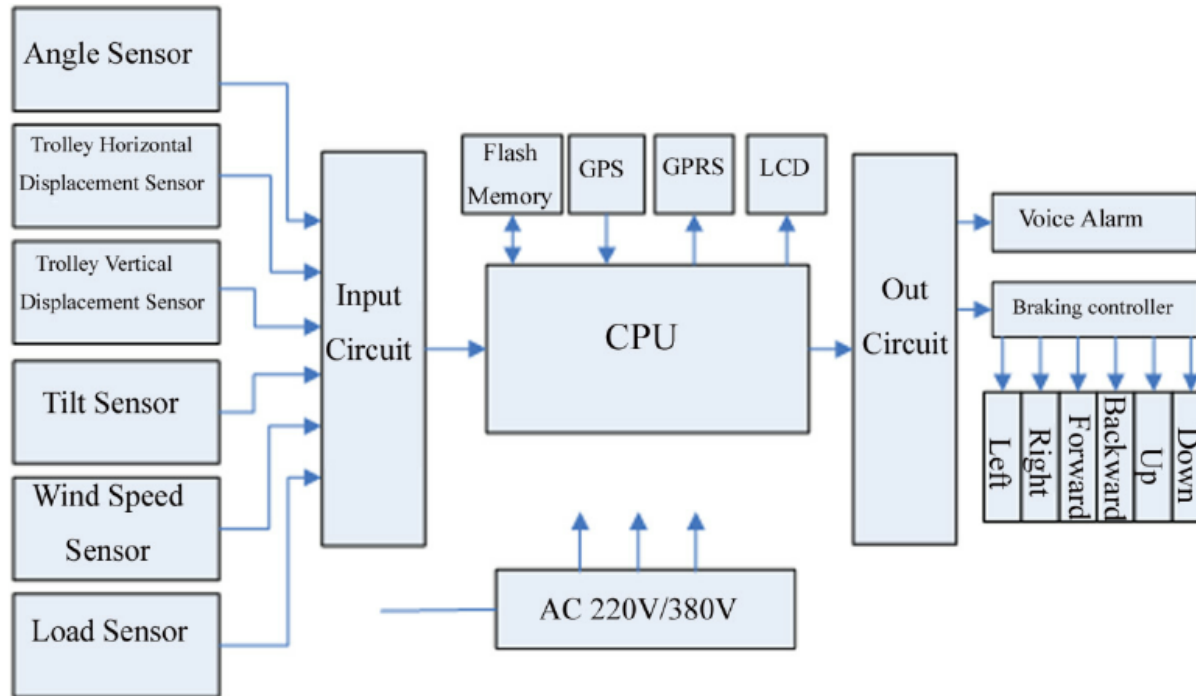 Angle Sensor
Trolley Horizontal
Displacement Sensor
Trolley Vertical
Displacement Sensor
Tilt Sensor
Wind Speed
Sensor
Load Sensor
Input
Circuit
Flash
Memory
GPS
GPRS
LCD
CPU
AC 220V/380V
Out
Circuit
Voice Alarm
Braking controller
Left
Right
Forward
Backward
Up
Down